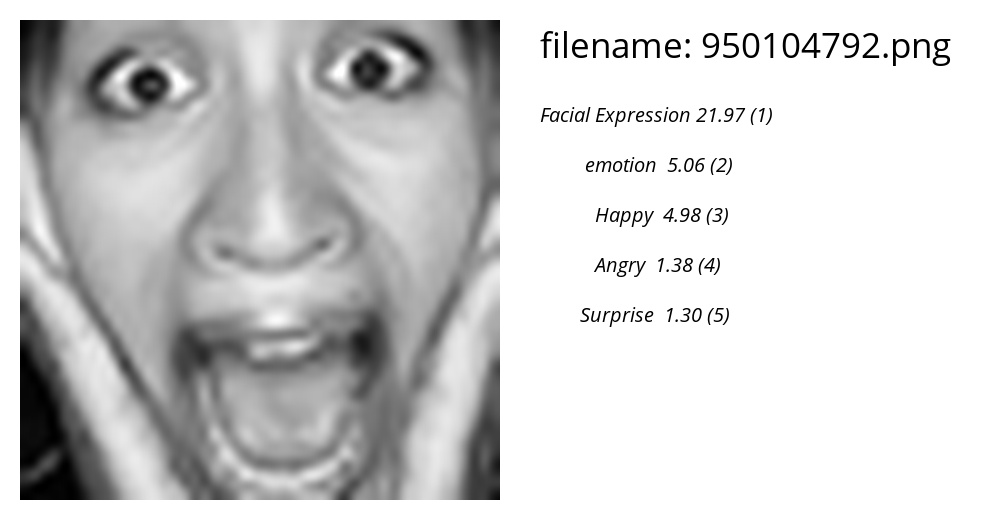 filename: 950104792.png
Facial Expression 21.97 (1)
emotion 5.06 (2)
Happy 4.98 (3)
Angry 1.38 (4)
Surprise 1.30 (5)